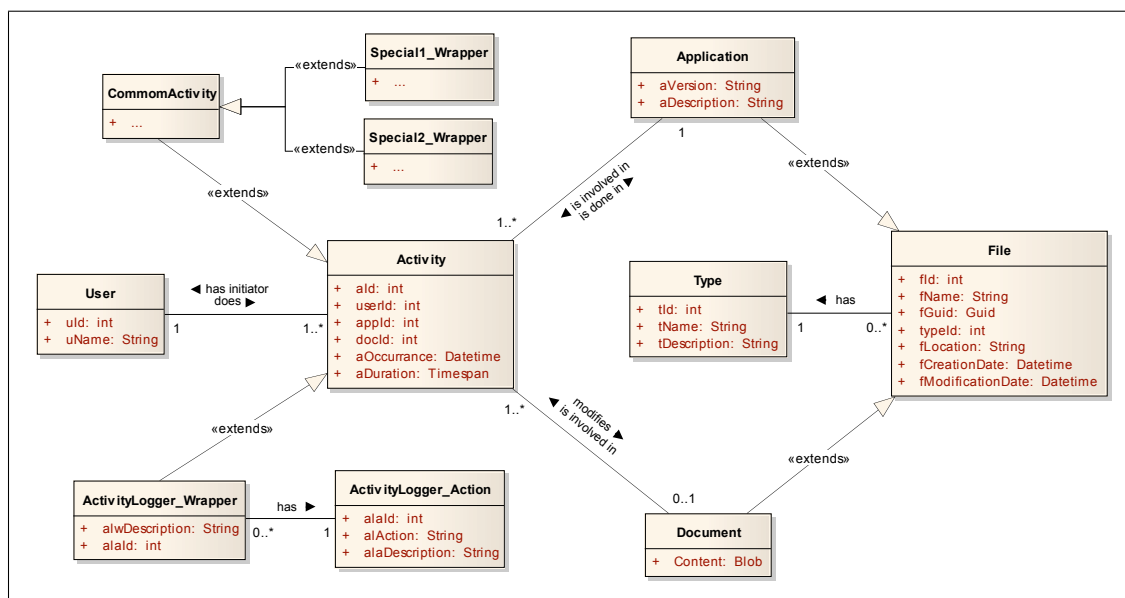 Special1_Wrapper
+ ...
«extends»
CommomActivity
+ ...
Special2_Wrapper
+ ...
«extends»
Application
+ aVersion: String
+ aDescription: String
1
«extends»
«extends»
◄ is involved in
is done in ►
1..*
Activity
+ aId: int
+ userId: int
+ appId: int
+ docId: int
+ aOccurrance: Datetime
+ aDuration: Timespan
User
+ uId: int
+ uName: String
◄ has initiator
does ►
1
1..*
Type
+ tId: int
+ tName: String
+ tDescription: String
◄ has
1
0..*
File
+ fId: int
+ fName: String
+ fGuid: Guid
+ typeId: int
+ fLocation: String
+ fCreationDate: Datetime
+ fModificationDate: Datetime
1..*
modifies ►
◄ is involved in
«extends»
«extends»
0..1
ActivityLogger_Wrapper
+ alwDescription: String
+ alaId: int
has ►
0..*
1
ActivityLogger_Action
+ alaId: int
+ alAction: String
+ alaDescription: String
Document
+ Content: Blob